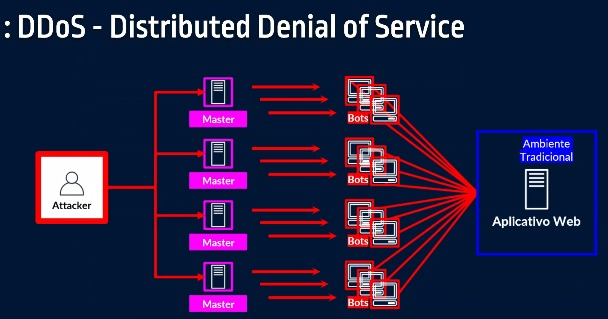 : DDoS - Distributed Denial of Service
Attacker
Master
Bots
Master
Bots
Master
Bots
Master
Bots
Ambiente
Tradicional
Aplicativo Web